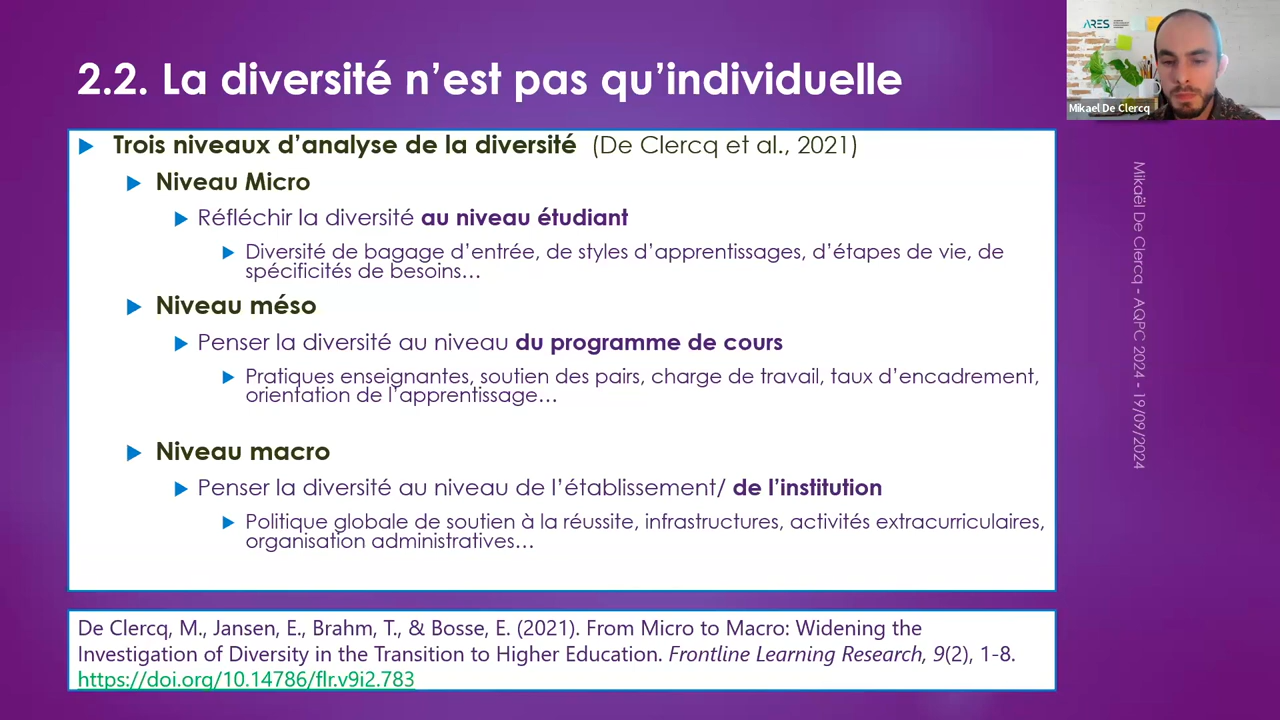 2.2. La diversité n’est pas qu’individuelle
ARES
Mikael De Clercq
Trois niveaux d’analyse de la diversité (De Clercq et al., 2021)
Niveau Micro
Réfléchir la diversité au niveau étudiant
Diversité de bagage d’entrée, de styles d’apprentissages, d’étapes de vie, de
spécificités de besoins…
Niveau méso
Penser la diversité au niveau du programme de cours
Pratiques enseignantes, soutien des pairs, charge de travail, taux d’encadrement,
orientation de l’apprentissage…
Niveau macro
Penser la diversité au niveau de l’établissement/ de l’institution
Politique globale de soutien à la réussite, infrastructures, activités extracurriculaires,
organisation administratives…
Mikaël De Clercq - AQPC 2024 - 19/09/2024
De Clercq, M., Jansen, E., Brahm, T., & Bosse, E. (2021). From Micro to Macro: Widening the
Investigation of Diversity in the Transition to Higher Education. Frontline Learning Research, 9(2), 1-8.
https://doi.org/10.14786/flr.v9i2.783